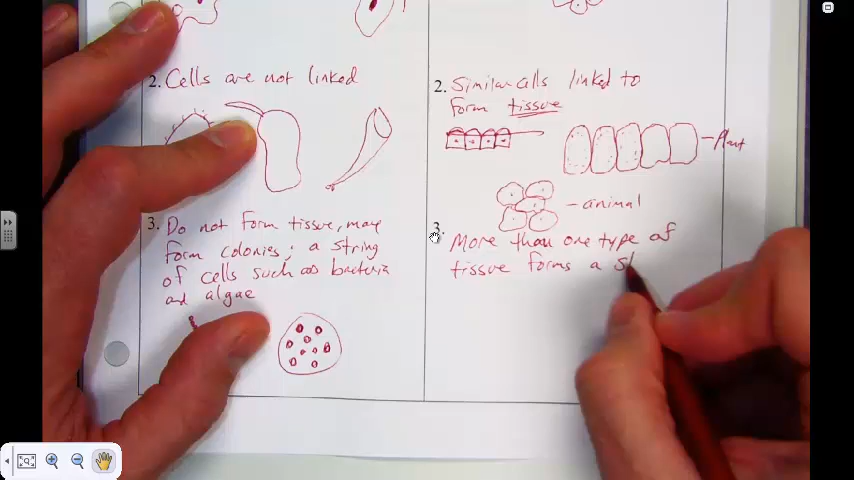 2. Cells are not linked
3. Do not form tissue, may
form colonies; a string
of cells such as bacteria
and algae
2. Similar cells linked to
form tissue
Plant
animal
3. More than one type of
tissue forms a